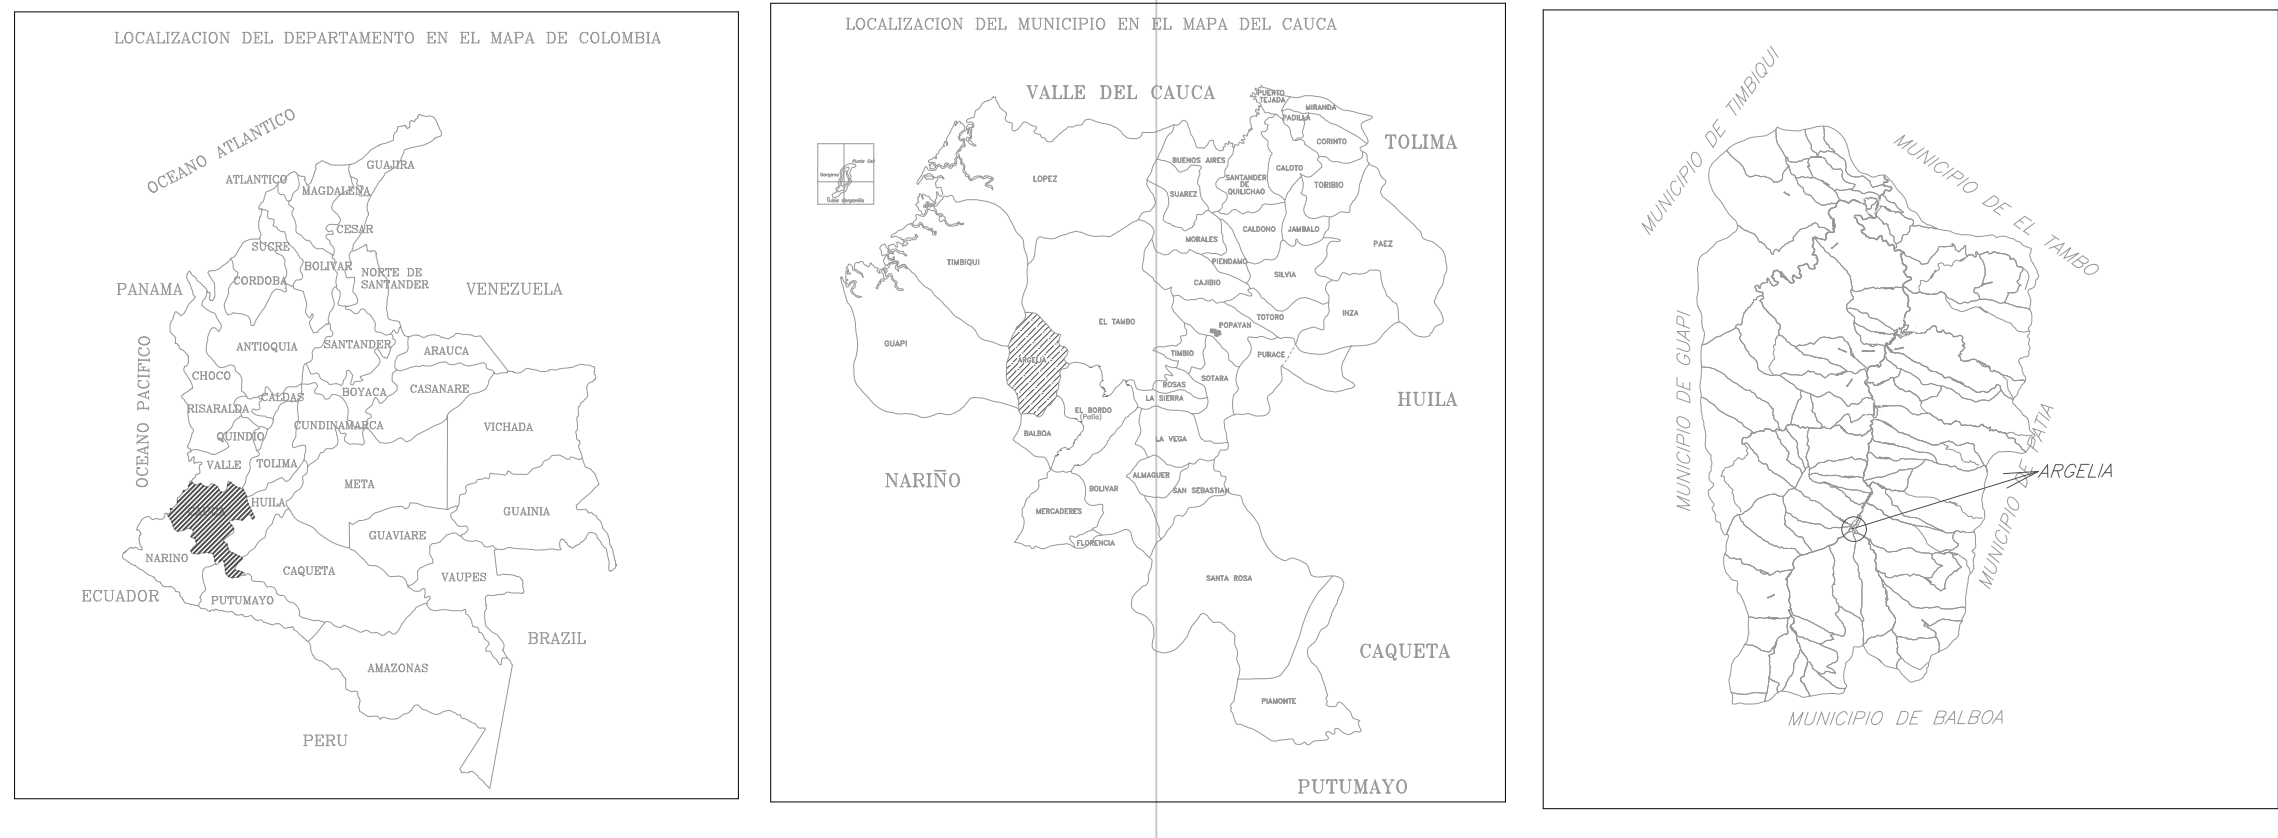 LOCALIZACION DEL DEPARTAMENTO EN EL MAPA DE COLOMBIA
OCEANO ATLANTICO
GUAJIRA
ATLANTICO
MAGDALENA
CESAR
SUCRE
BOLIVAR
NORTE DE
SANTANDER
CORDOBA
PANAMA
VENEZUELA
OCEANO PACIFICO
ANTIOQUIA
SANTANDER
ARAUCA
CHOCO
BOYACA
CASANARE
CALDAS
RISARALDA
CUNDINAMARCA
VICHADA
QUINDIO
VALLE
TOLIMA
META
HUILA
CAUCA
GUAINIA
GUAVIARE
NARINO
CAQUETA
VAUPES
ECUADOR
PUTUMAYO
BRAZIL
AMAZONAS
PERU
LOCALIZACION DEL MUNICIPIO EN EL MAPA DEL CAUCA
VALLE DEL CAUCA
PUERTO
TEJADA
MIRANDA
PADILLA
CORINTO
TOLIMA
BUENOS AIRES
CALOTO
LOPEZ
SANTANDER
DE
QUILICHAO
TORIBIO
SUAREZ
CALDONO
JAMBALO
MORALES
PAEZ
TIMBIQUI
PIENDAMO
SILVIA
CAJIBIO
INZA
TOTORO
EL TAMBO
POPAYAN
GUAPI
TIMBIO
PURACE
ARGELIA
SOTARA
ROSAS
LA SIERRA
HUILA
EL BORDO
(Patia)
BALBOA
LA VEGA
NARIÑO
ALMAGUER
BOLIVAR
SAN SEBASTIAN
MERCADERES
FLORENCIA
SANTA ROSA
CAQUETA
PIAMONTE
PUTUMAYO
MUNICIPIO DE TIMBIQUI
MUNICIPIO DE EL TAMBO
MUNICIPIO DE GUAPI
MUNICIPIO DE PATIA
ARGELIA
MUNICIPIO DE BALBOA